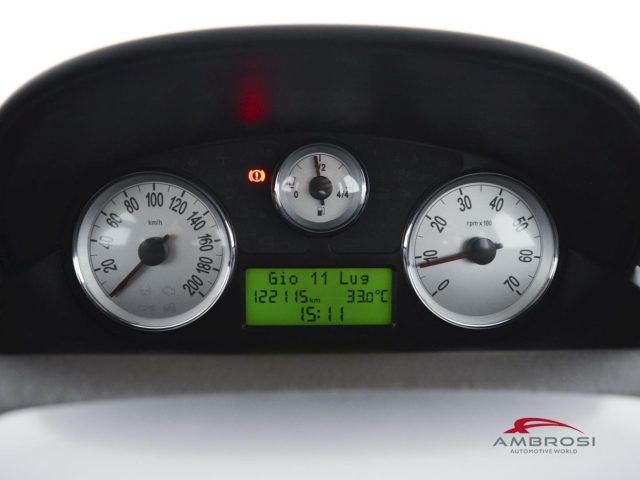 1/2
0 4/4
20 40 60 80 100 120 140 160 180 200
km/h
0 10 20 30 40 50 60 70
rpm x 100
Gio 11 Lug
122115 km 33.0°C
15:11
AMBROSI
AUTOMOTIVE WORLD